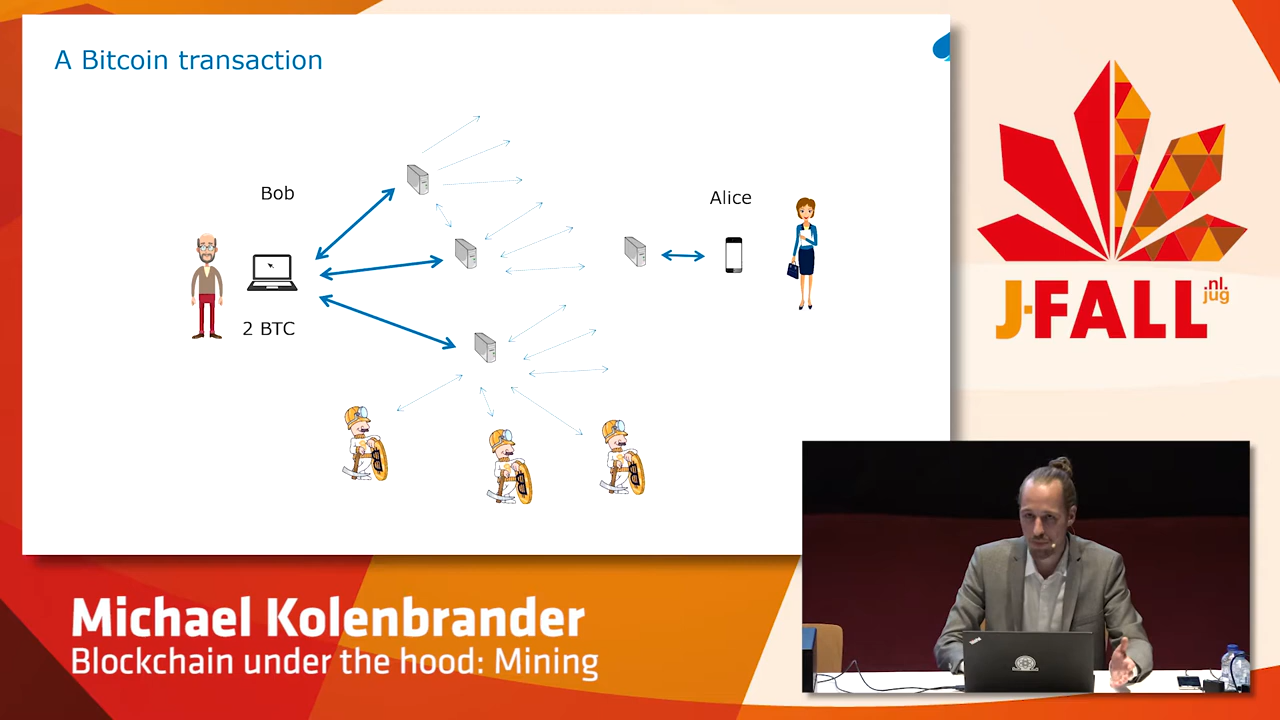 A Bitcoin transaction
Bob
Alice
2 BTC
J-FALL
.nl
jug
Michael Kolenbrander
Blockchain under the hood: Mining